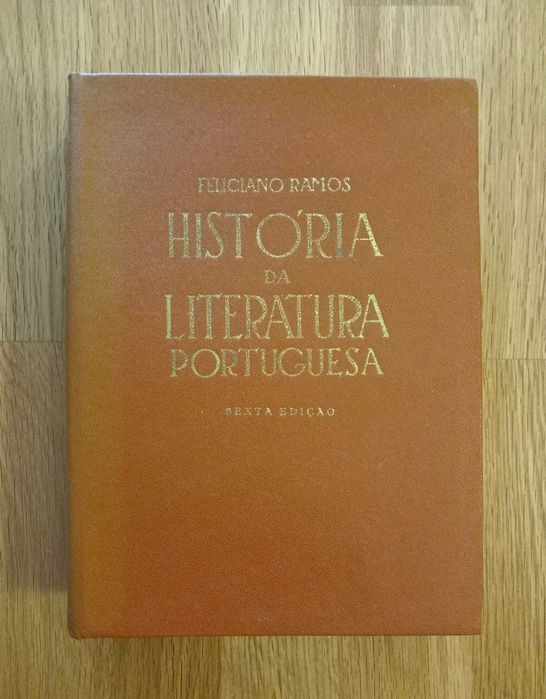 FELICIANO RAMOS
HISTÓRIA
DA
LITERATURA
PORTUGUESA
SEXTA EDIÇÃO